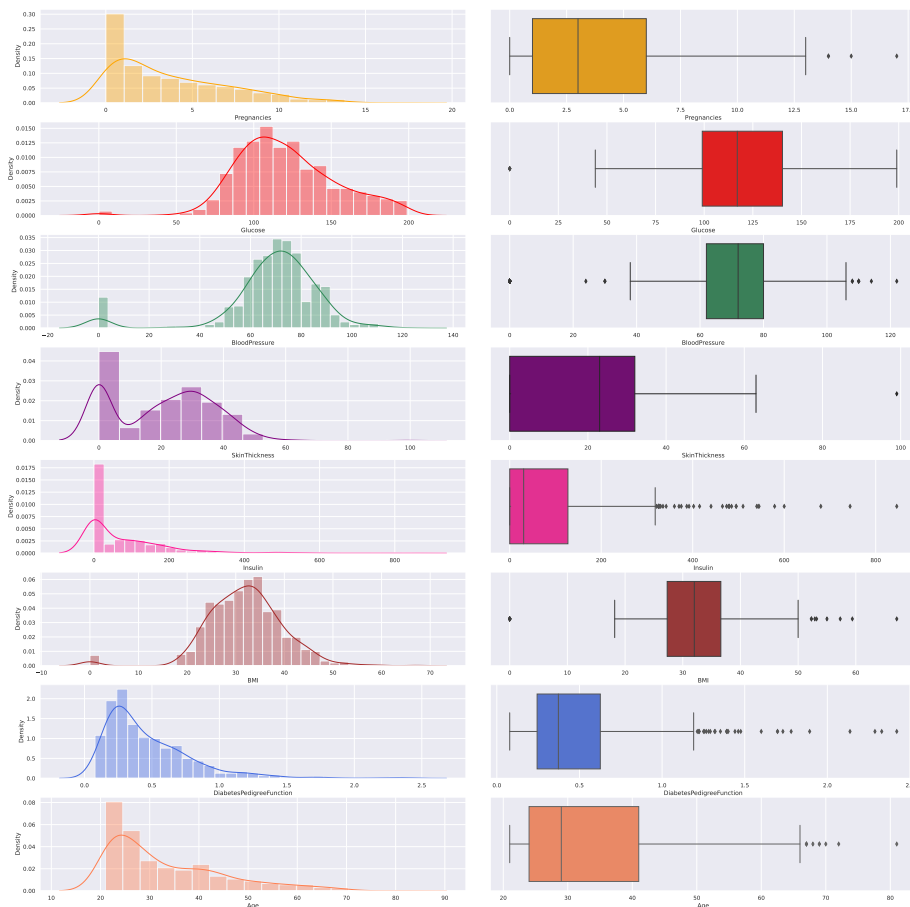 0.30
0.25
0.20
0.15
0.10
0.05
0.00
Density
0 5 10 15 20
Pregnancies
0.0 2.5 5.0 7.5 10.0 12.5 15.0 17.
Pregnancies
0.0150
0.0125
0.0100
0.0075
0.0050
0.0025
0.0000
Density
0 50 100 150 200
Glucose
0 25 50 75 100 125 150 175 200
Glucose
0.035
0.030
0.025
0.020
0.015
0.010
0.005
0.000
Density
−20 0 20 40 60 80 100 120 140
BloodPressure
0 20 40 60 80 100 120
BloodPressure
0.04
0.03
0.02
0.01
0.00
Density
0 20 40 60 80 100
SkinThickness
0 20 40 60 80 100
SkinThickness
0.0175
0.0150
0.0125
0.0100
0.0075
0.0050
0.0025
0.0000
Density
0 200 400 600 800
Insulin
0 200 400 600 800
Insulin
0.06
0.05
0.04
0.03
0.02
0.01
0.00
Density
−10 0 10 20 30 40 50 60 70
BMI
0 10 20 30 40 50 60
BMI
2.0
1.5
1.0
0.5
0.0
Density
0.0 0.5 1.0 1.5 2.0 2.5
DiabetesPedigreeFunction
0.0 0.5 1.0 1.5 2.0 2.
DiabetesPedigreeFunction
0.08
0.06
0.04
0.02
0.00
Density
10 20 30 40 50 60 70 80 90
Age
20 30 40 50 60 70 80
Age